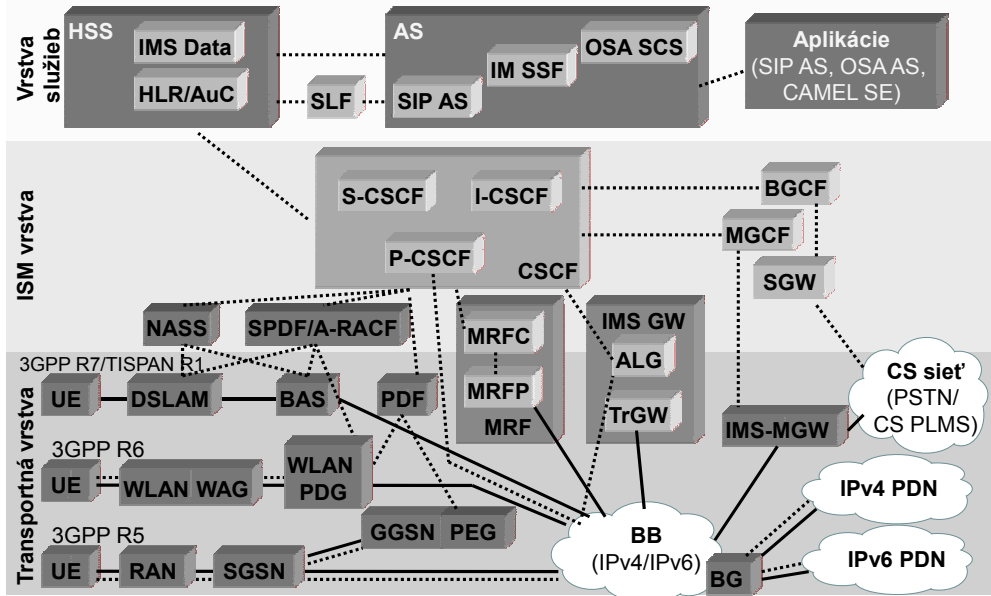 Vrstva
služieb
HSS
IMS Data
HLR/AuC
SLF
AS
SIP AS
IM SSF
OSA SCS
Aplikácie
(SIP AS, OSA AS,
CAMEL SE)
ISM vrstva
S-CSCF
I-CSCF
P-CSCF
CSCF
BGCF
MGCF
SGW
NASS
SPDF/A-RACF
MRFC
MRFP
MRF
IMS GW
ALG
TrGW
Transportná vrstva
3GPP R7/TISPAN R1
UE
DSLAM
BAS
PDF
CS sieť
(PSTN/
CS PLMS)
IMS-MGW
3GPP R6
UE
WLAN
WAG
WLAN
PDG
GGSN
PEG
IPv4 PDN
3GPP R5
UE
RAN
SGSN
BB
(IPv4/IPv6)
BG
IPv6 PDN